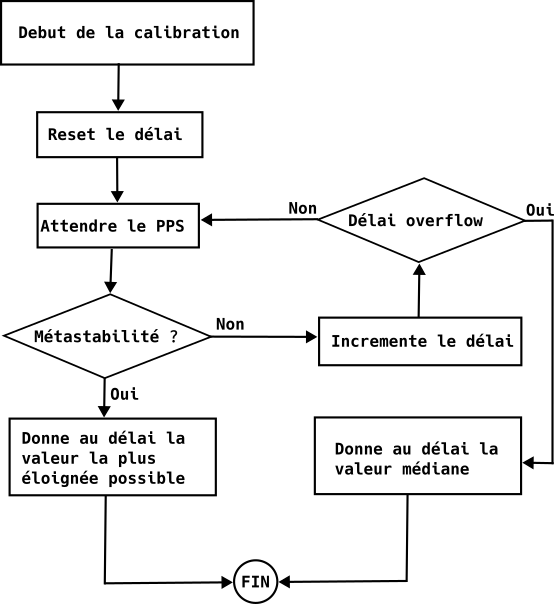 Debut de la calibration
Reset le délai
Attendre le PPS
Non
Délai overflow
Oui
Métastabilité ?
Non
Incremente le délai
Oui
Donne au délai la
valeur la plus
éloignée possible
Donne au délai la
valeur médiane
FIN